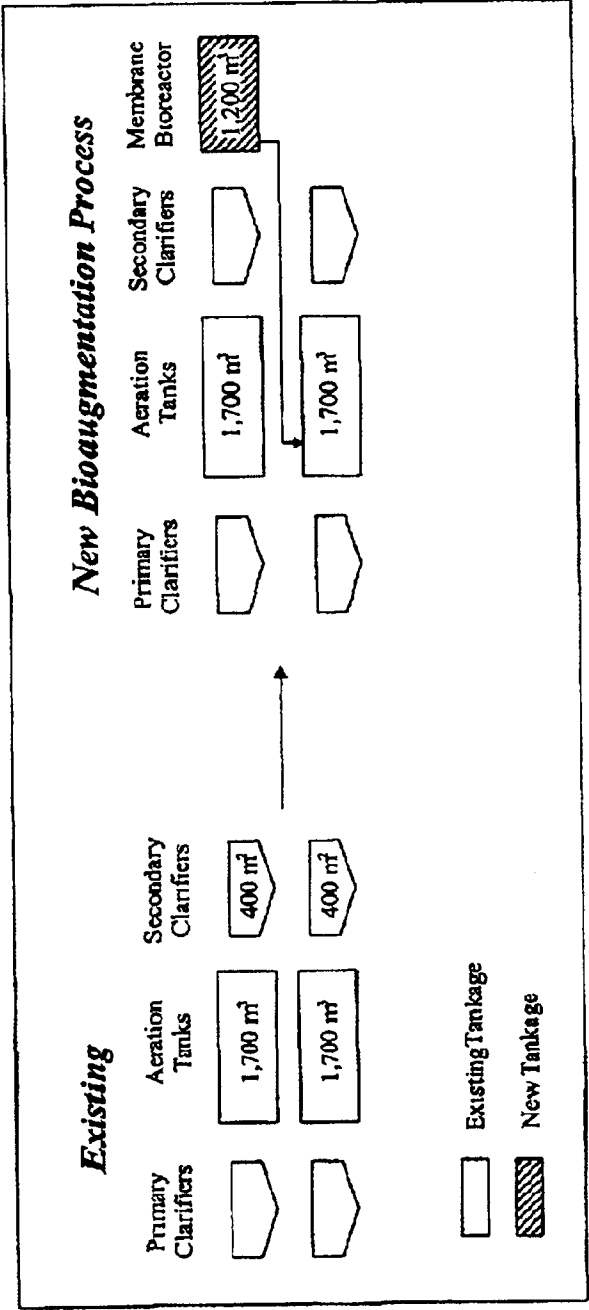 Existing
Primary
Clarifiers
Aeration
Tanks
Secondary
Clarifiers
1,700 m³
400 m²
1,700 m³
400 m²
New Bioaugmentation Process
Primary
Clarifiers
Aeration
Tanks
Secondary
Clarifiers
Membrane
Bioreactor
1,700 m³
1,200 m³
1,700 m³
Existing Tankage
New Tankage